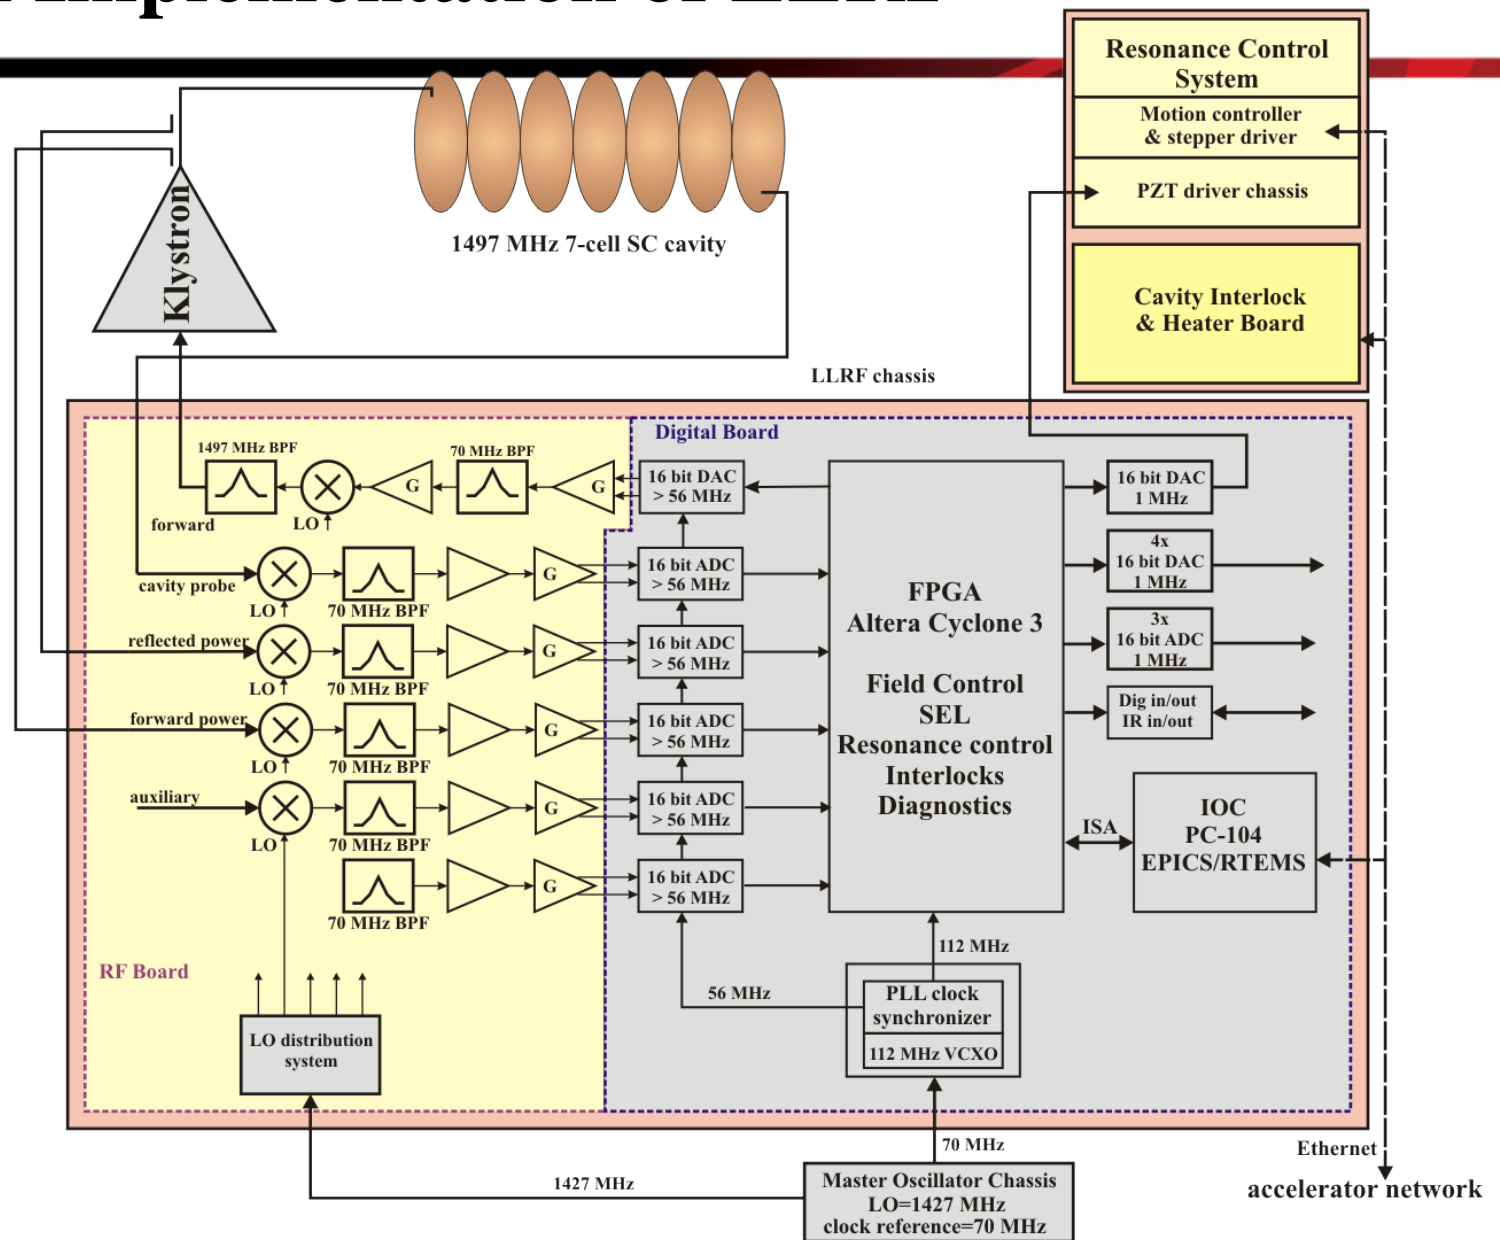 Implementation of LLRF
Resonance Control
System
Motion controller
& stepper driver
PZT driver chassis
Cavity Interlock
& Heater Board
Klystron
1497 MHz 7-cell SC cavity
LLRF chassis
Digital Board
1497 MHz BPF
70 MHz BPF
G
G
16 bit DAC
> 56 MHz
forward
LO
16 bit DAC
1 MHz
cavity probe
LO
70 MHz BPF
G
16 bit ADC
> 56 MHz
4x
16 bit DAC
1 MHz
reflected power
LO
70 MHz BPF
G
16 bit ADC
> 56 MHz
3x
16 bit ADC
1 MHz
forward power
LO
70 MHz BPF
G
16 bit ADC
> 56 MHz
Dig in/out
IR in/out
auxiliary
LO
70 MHz BPF
G
16 bit ADC
> 56 MHz
70 MHz BPF
G
16 bit ADC
> 56 MHz
FPGA
Altera Cyclone 3
Field Control
SEL
Resonance control
Interlocks
Diagnostics
ISA
IOC
PC-104
EPICS/RTEMS
RF Board
112 MHz
56 MHz
PLL clock
synchronizer
112 MHz VCXO
LO distribution
system
70 MHz
1427 MHz
Master Oscillator Chassis
LO=1427 MHz
clock reference=70 MHz
Ethernet
accelerator network